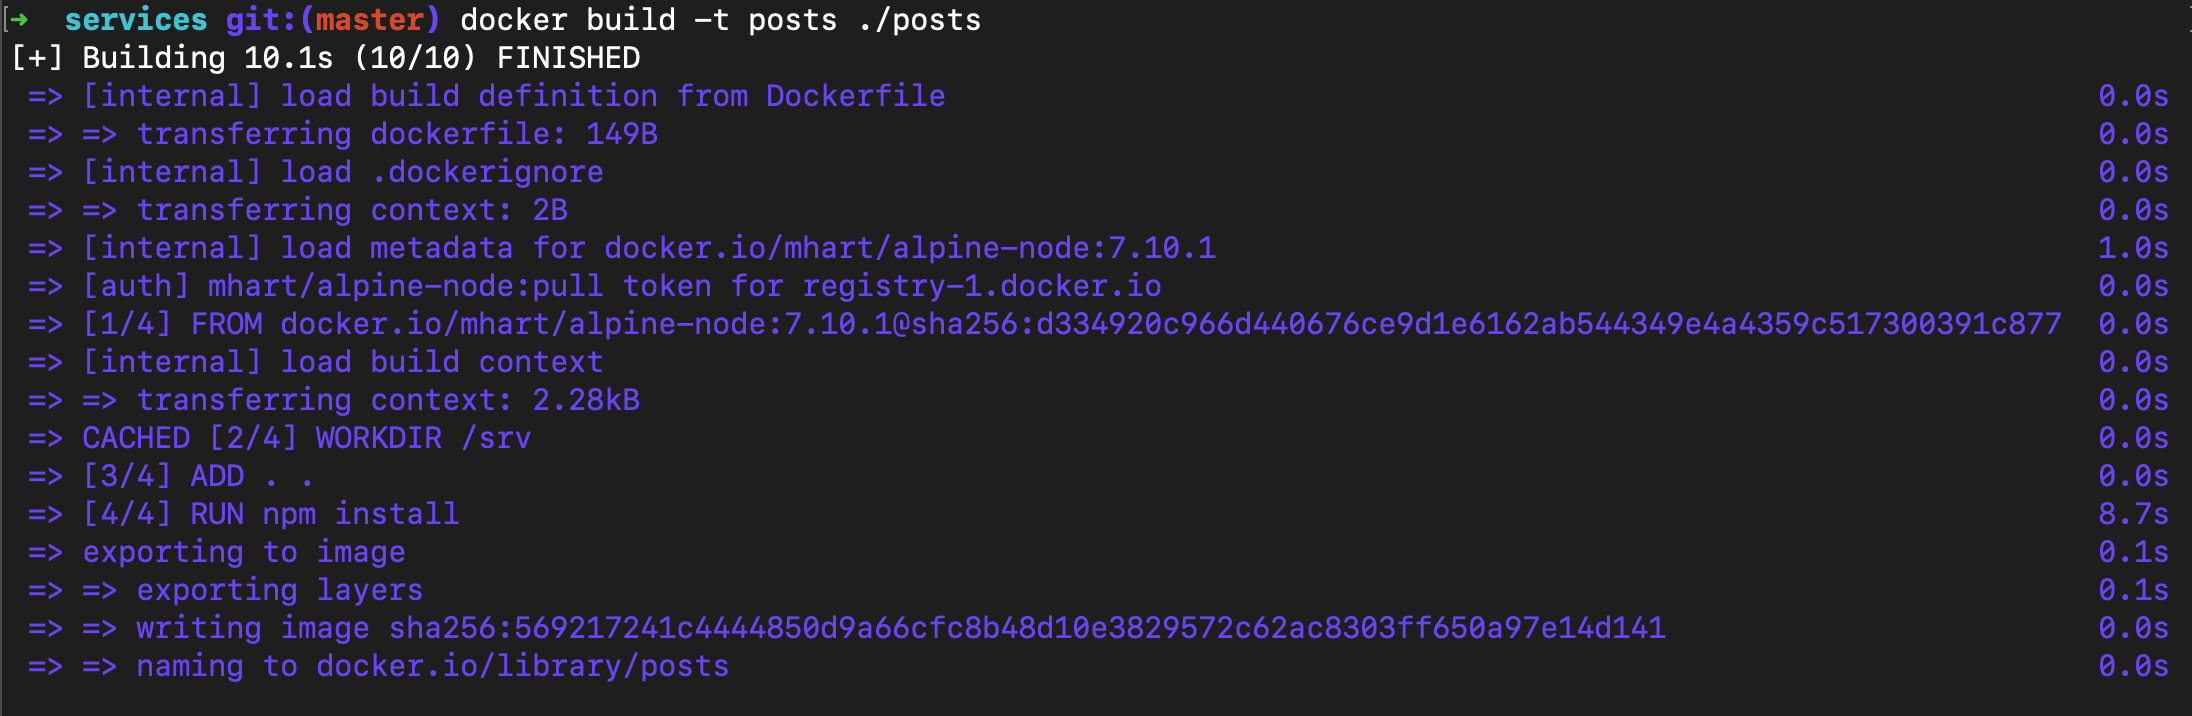 ➜  services git:(master) docker build -t posts ./posts
[+] Building 10.1s (10/10) FINISHED
=> [internal] load build definition from Dockerfile 0.0s
=> => transferring dockerfile: 149B 0.0s
=> [internal] load .dockerignore 0.0s
=> => transferring context: 2B 0.0s
=> [internal] load metadata for docker.io/mhart/alpine-node:7.10.1 1.0s
=> [auth] mhart/alpine-node:pull token for registry-1.docker.io 0.0s
=> [1/4] FROM docker.io/mhart/alpine-node:7.10.1@sha256:d334920c966d440676ce9d1e6162ab544349e4a4359c517300391c877 0.0s
=> [internal] load build context 0.0s
=> => transferring context: 2.28kB 0.0s
=> CACHED [2/4] WORKDIR /srv 0.0s
=> [3/4] ADD . . 0.0s
=> [4/4] RUN npm install 8.7s
=> exporting to image 0.1s
=> => exporting layers 0.1s
=> => writing image sha256:569217241c4444850d9a66cfc8b48d10e3829572c62ac8303ff650a97e14d141 0.0s
=> => naming to docker.io/library/posts 0.0s